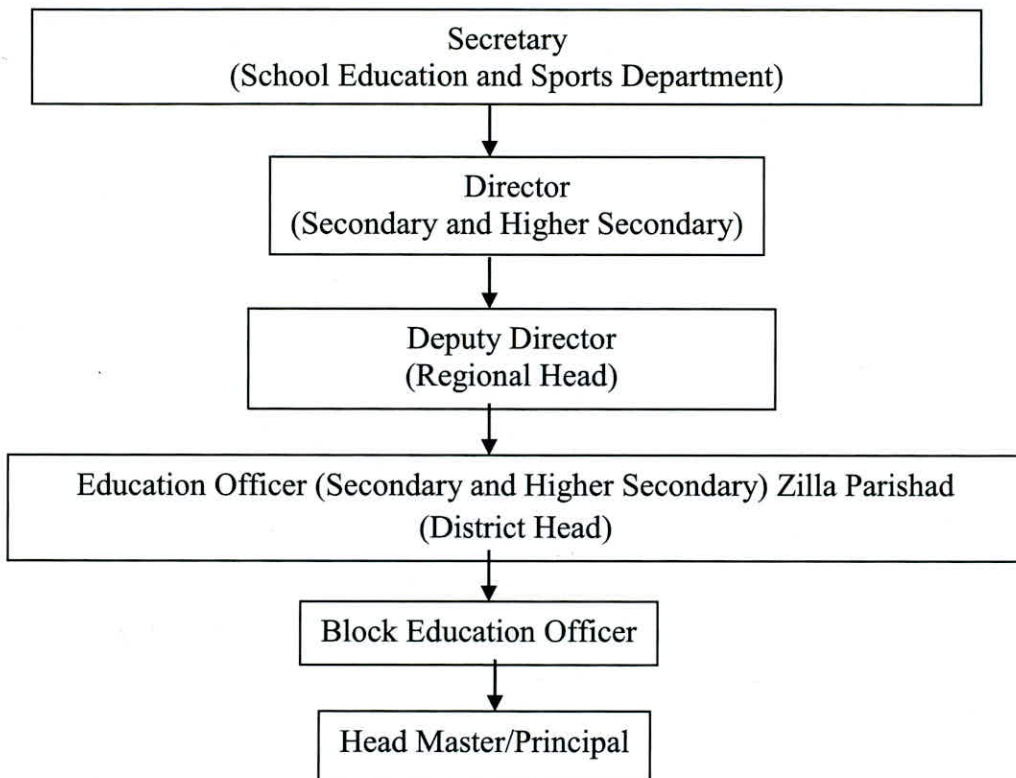 Secretary
(School Education and Sports Department)
Director
(Secondary and Higher Secondary)
Deputy Director
(Regional Head)
Education Officer (Secondary and Higher Secondary) Zilla Parishad
(District Head)
Block Education Officer
Head Master/Principal